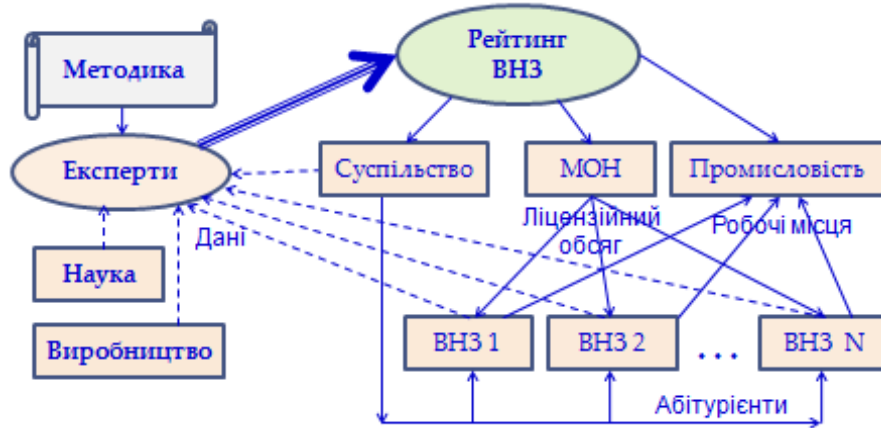 Рейтинг
ВНЗ
Методика
Експерти
Суспільство
МОН
Промисловість
Дані
Ліцензійний
обсяг
Робочі місця
Наука
Виробництво
ВНЗ 1
ВНЗ 2
...
ВНЗ N
Абітурієнти